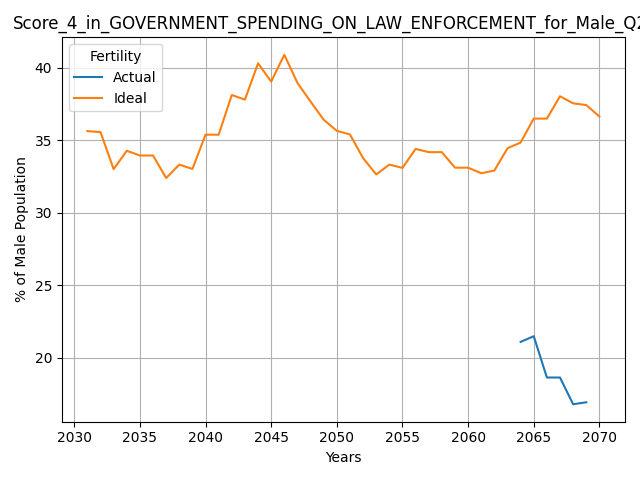 Score_4_in_GOVERNMENT_SPENDING_ON_LAW_ENFORCEMENT_for_Male_Q2
Fertility
Actual
Ideal
% of Male Population
40
35
30
25
20
2030 2035 2040 2045 2050 2055 2060 2065 2070
Years